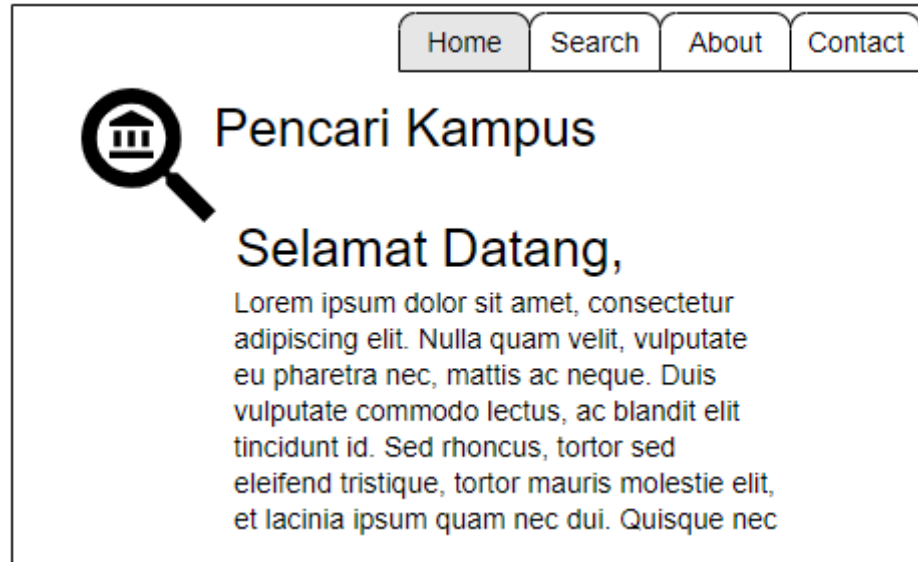 Home Search About Contact
Pencari Kampus
Selamat Datang,
Lorem ipsum dolor sit amet, consectetur
adipiscing elit. Nulla quam velit, vulputate
eu pharetra nec, mattis ac neque. Duis
vulputate commodo lectus, ac blandit elit
tincidunt id. Sed rhoncus, tortor sed
eleifend tristique, tortor mauris molestie elit,
et lacinia ipsum quam nec dui. Quisque nec